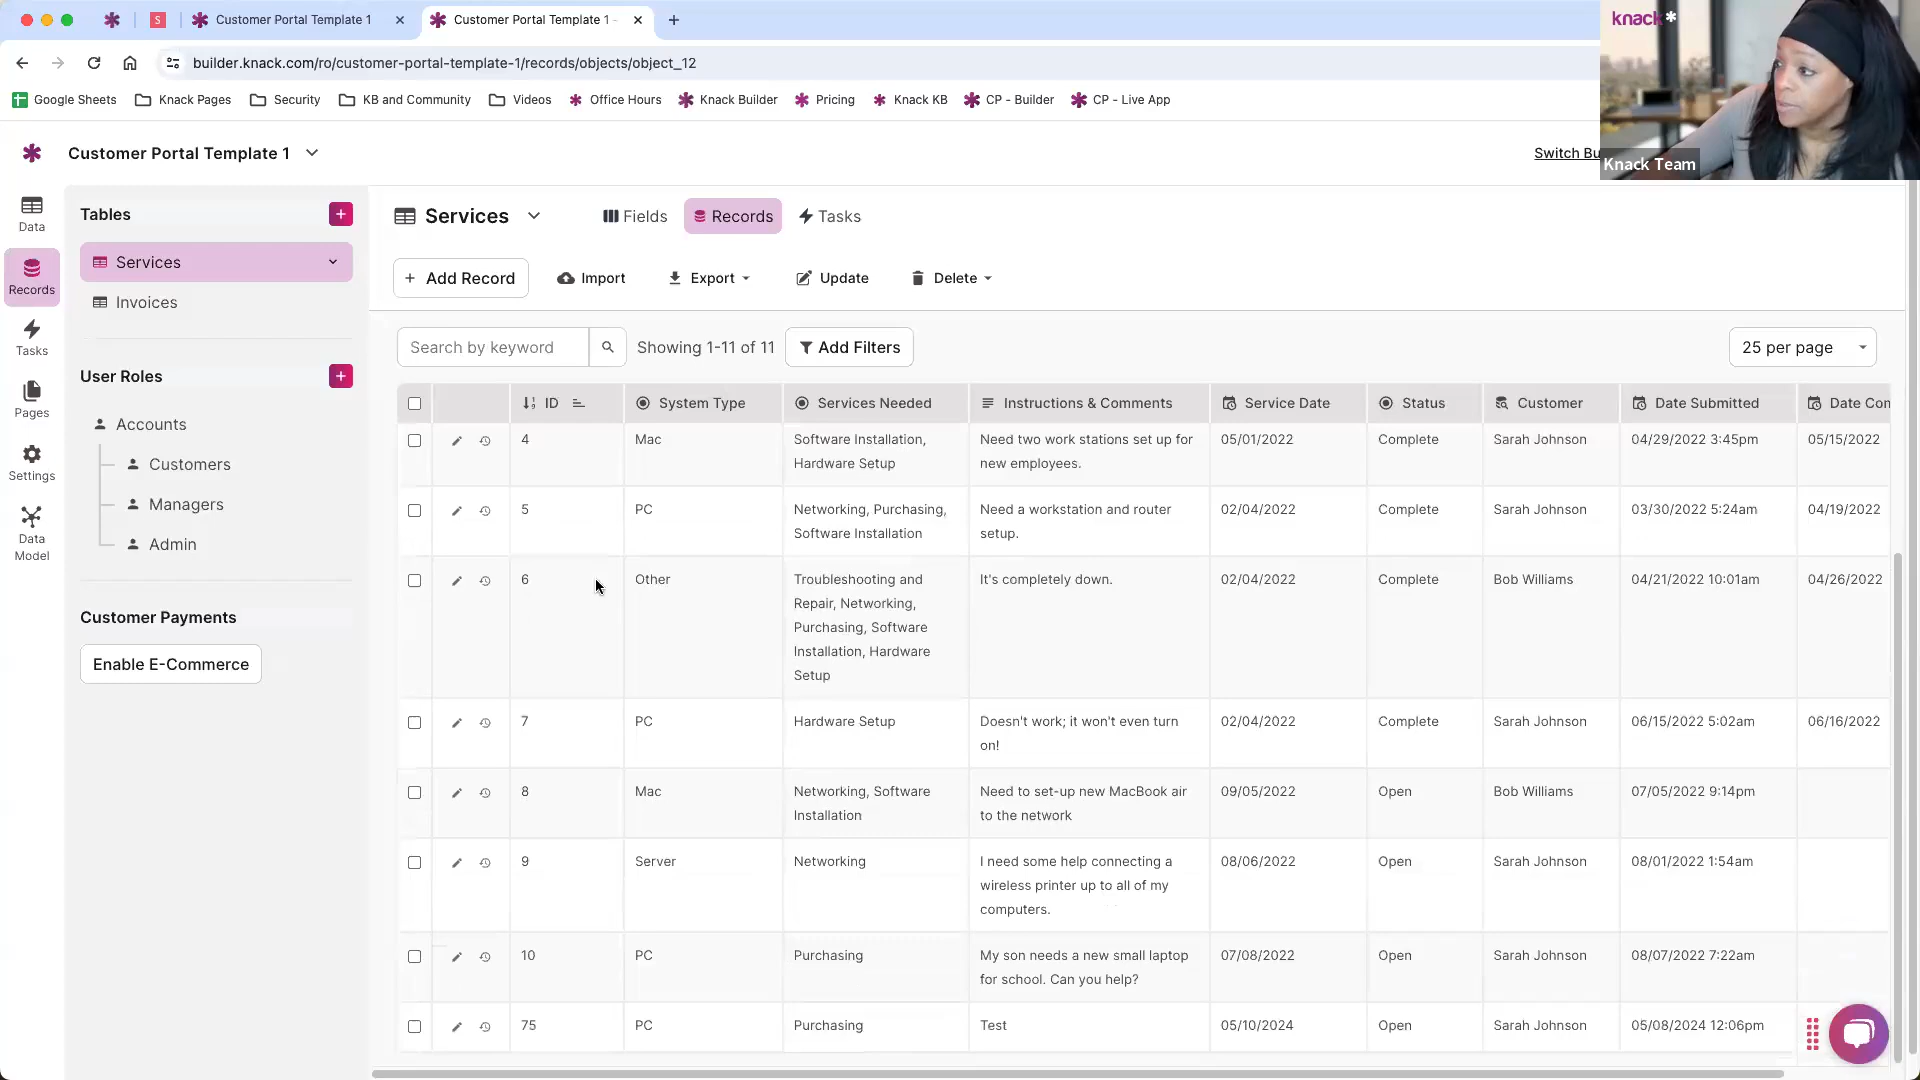 Customer Portal Template 1
Customer Portal Template 1 -
builder.knack.com/ro/customer-portal-template-1/records/objects/object_12
Google Sheets
Knack Pages
Security
KB and Community
Videos
Office Hours
Knack Builder
Pricing
Knack KB
CP - Builder
CP - Live App
knack*
Knack Team
Customer Portal Template 1
Switch Bu
Data
Records
Tasks
Pages
Settings
Data
Model
Tables
Services
Invoices
User Roles
Accounts
Customers
Managers
Admin
Customer Payments
Enable E-Commerce
Services
Fields
Records
Tasks
+ Add Record
Import
Export
Update
Delete
Search by keyword
Showing 1-11 of 11
Add Filters
25 per page
ID System Type Services Needed Instructions & Comments Service Date Status Customer Date Submitted Date Con
4 Mac Software Installation, Need two work stations set up for 05/01/2022 Complete Sarah Johnson 04/29/2022 3:45pm 05/15/2022
Hardware Setup new employees.
5 PC Networking, Purchasing, Need a workstation and router 02/04/2022 Complete Sarah Johnson 03/30/2022 5:24am 04/19/2022
Software Installation setup.
6 Other Troubleshooting and It's completely down. 02/04/2022 Complete Bob Williams 04/21/2022 10:01am 04/26/2022
Repair, Networking,
Purchasing, Software
Installation, Hardware
Setup
7 PC Hardware Setup Doesn't work; it won't even turn 02/04/2022 Complete Sarah Johnson 06/15/2022 5:02am 06/16/2022
on!
8 Mac Networking, Software Need to set-up new MacBook air 09/05/2022 Open Bob Williams 07/05/2022 9:14pm
Installation to the network
9 Server Networking I need some help connecting a 08/06/2022 Open Sarah Johnson 08/01/2022 1:54am
wireless printer up to all of my
computers.
10 PC Purchasing My son needs a new small laptop 07/08/2022 Open Sarah Johnson 08/07/2022 7:22am
for school. Can you help?
75 PC Purchasing Test 05/10/2024 Open Sarah Johnson 05/08/2024 12:06pm